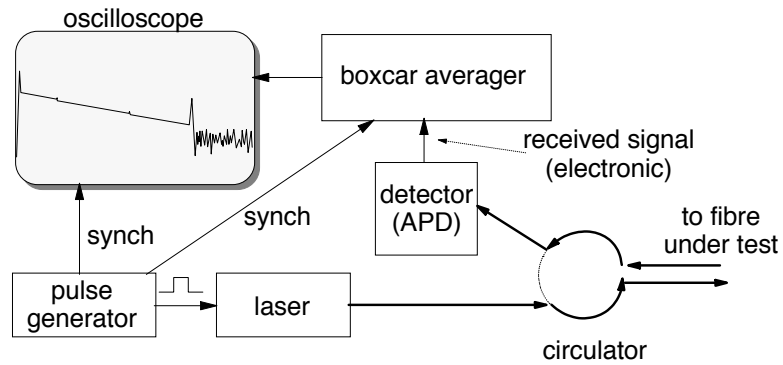 oscilloscope
boxcar averager
received signal
(electronic)
detector
(APD)
to fibre
under test
synch
synch
pulse
generator
laser
circulator